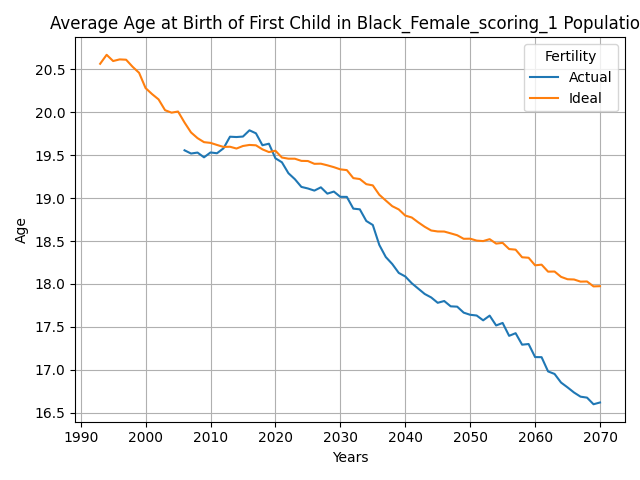 Average Age at Birth of First Child in Black_Female_scoring_1 Populatio
Fertility
Actual
Ideal
20.5
20.0
19.5
19.0
18.5
18.0
17.5
17.0
16.5
Age
1990 2000 2010 2020 2030 2040 2050 2060 2070
Years